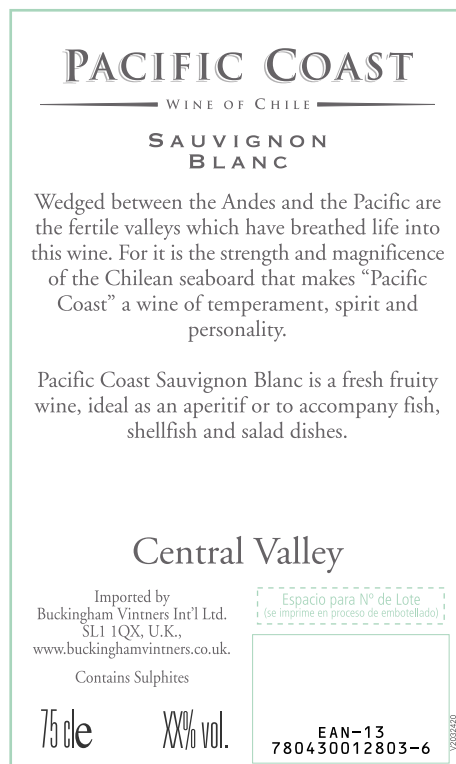 PACIFIC COAST
WINE OF CHILE
SAUVIGNON
BLANC
Wedged between the Andes and the Pacific are
the fertile valleys which have breathed life into
this wine. For it is the strength and magnificence
of the Chilean seaboard that makes “Pacific
Coast” a wine of temperament, spirit and
personality.
Pacific Coast Sauvignon Blanc is a fresh fruity
wine, ideal as an aperitif or to accompany fish,
shellfish and salad dishes.
Central Valley
Imported by
Buckingham Vintners Int’l Ltd.
SL1 1QX, U.K.,
www.buckinghamvintners.co.uk.
Contains Sulphites
75 cle
XX% vol.
Espacio para Nº de Lote
(se imprime en proceso de embotellado)
EAN-13
780430012803-6
V2032420